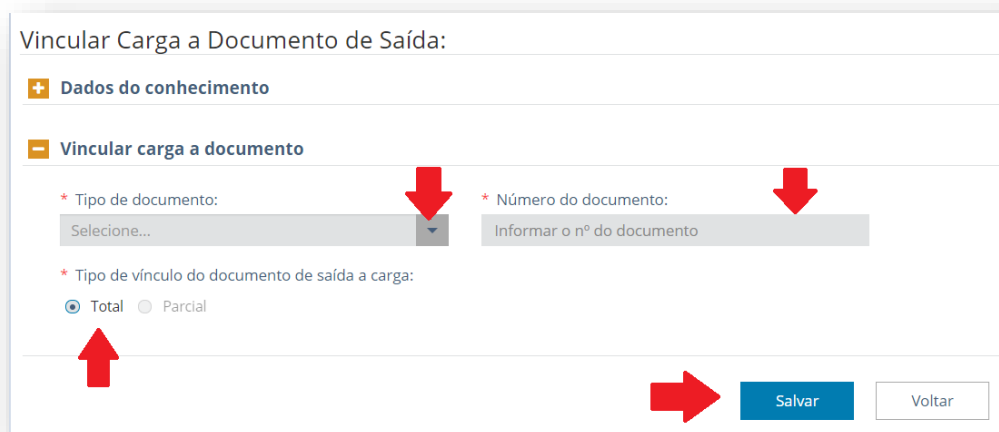 Vincular Carga a Documento de Saída:
Dados do conhecimento
Vincular carga a documento
* Tipo de documento:
* Número do documento:
Selecione...
Informar o nº do documento
* Tipo de vínculo do documento de saída a carga:
Total Parcial
Salvar Voltar